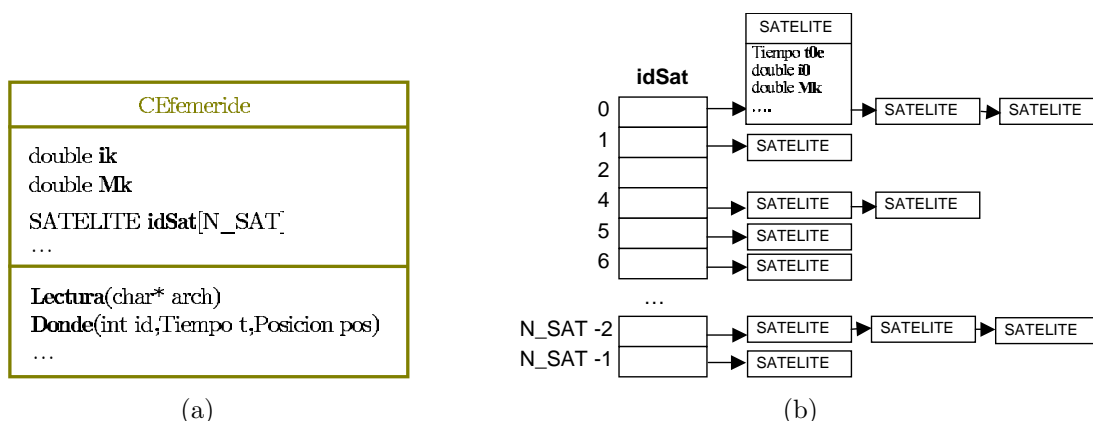 CEfemeride
double ik
double Mk
SATELITE idSat[N_SAT]
...
Lectura(char* arch)
Donde(int id,Tiempo t,Posicion pos)
...
(a)
SATELITE
Tiempo t0e
double i0
double Mk
....
idSat
0
SATELITE
SATELITE
1
SATELITE
2
4
SATELITE
SATELITE
5
SATELITE
6
SATELITE
...
N_SAT -2
SATELITE
SATELITE
SATELITE
N_SAT -1
SATELITE
(b)